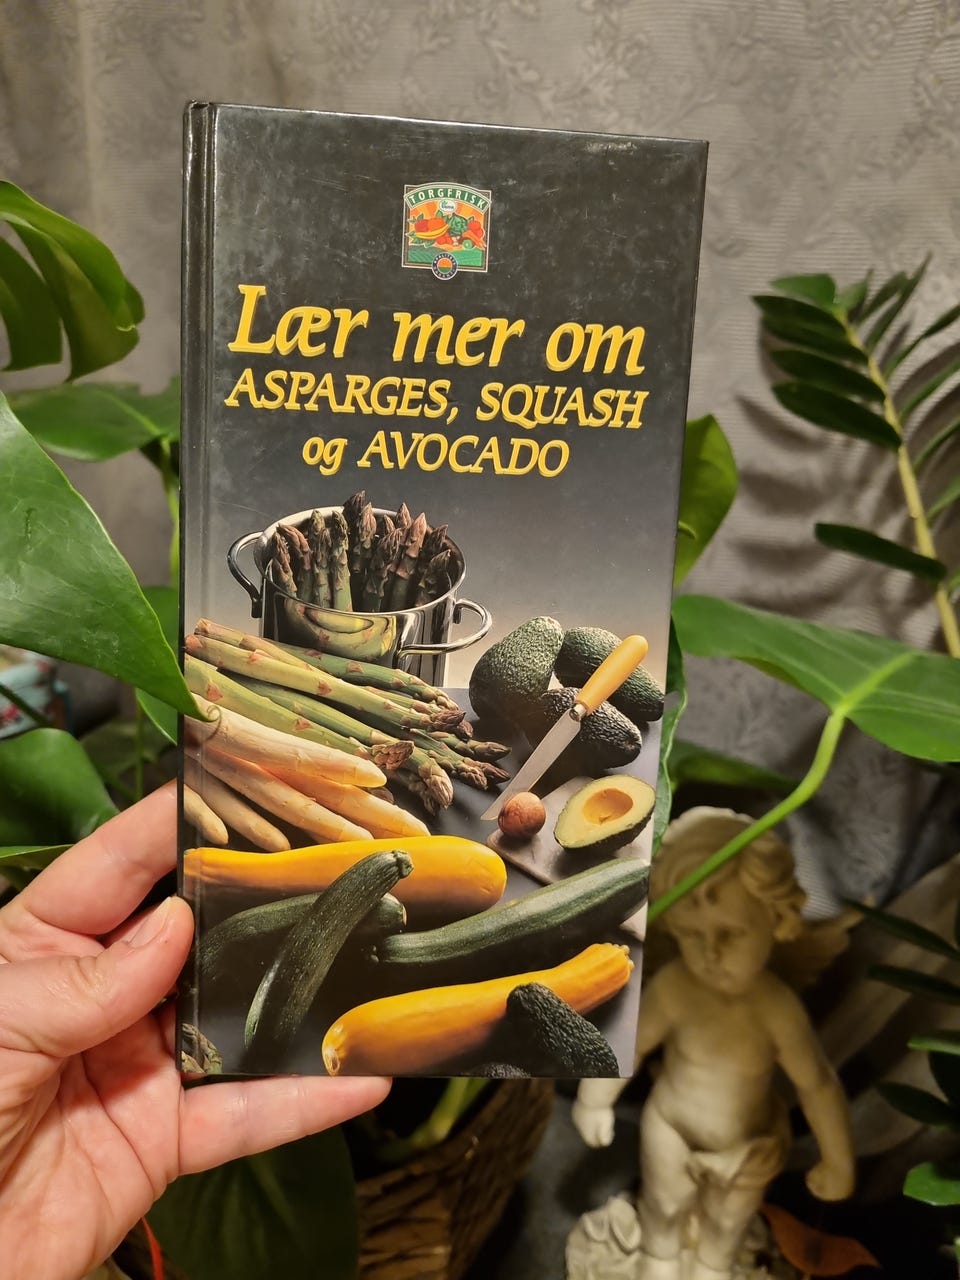 TORGFRISK
Lær mer om
ASPARGES, SQUASH
og AVOCADO